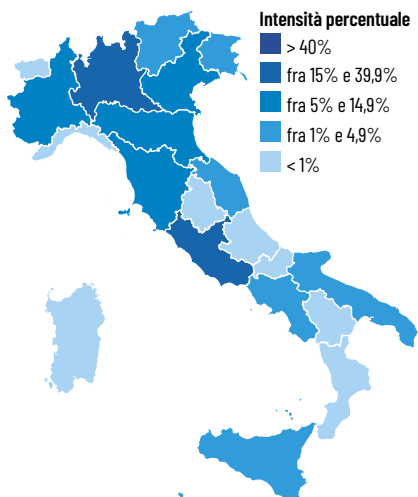 Intensità percentuale
> 40%
fra 15% e 39,9%
fra 5% e 14,9%
fra 1% e 4,9%
< 1%